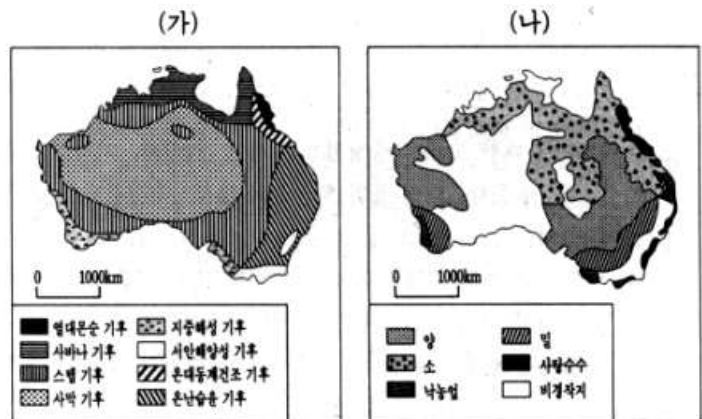 (가)
(나)
0 1000km
0 1000km
열대몬순 기후
지중해성 기후
사바나 기후
서안해양성 기후
스텝 기후
온대동계건조 기후
사막 기후
온난습윤 기후
양
밀
소
사탕수수
낙농업
비경작지